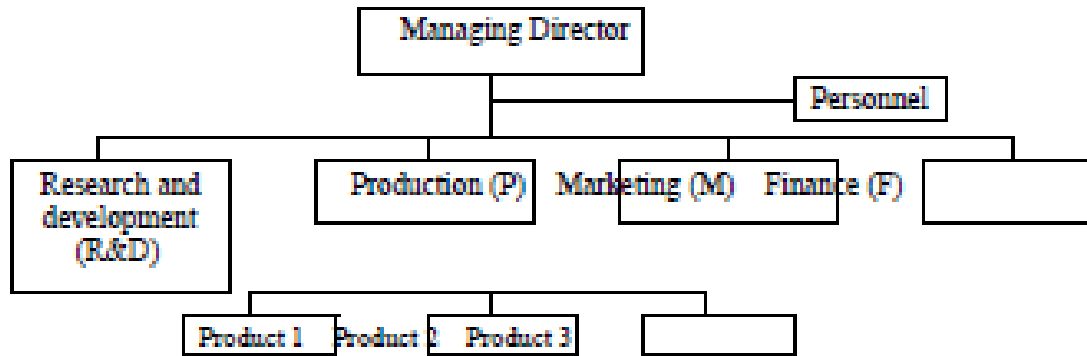 Managing Director
Personnel
Research and
development
(R&D)
Production (P)
Marketing (M)
Finance (F)
Product 1
Product 2
Product 3